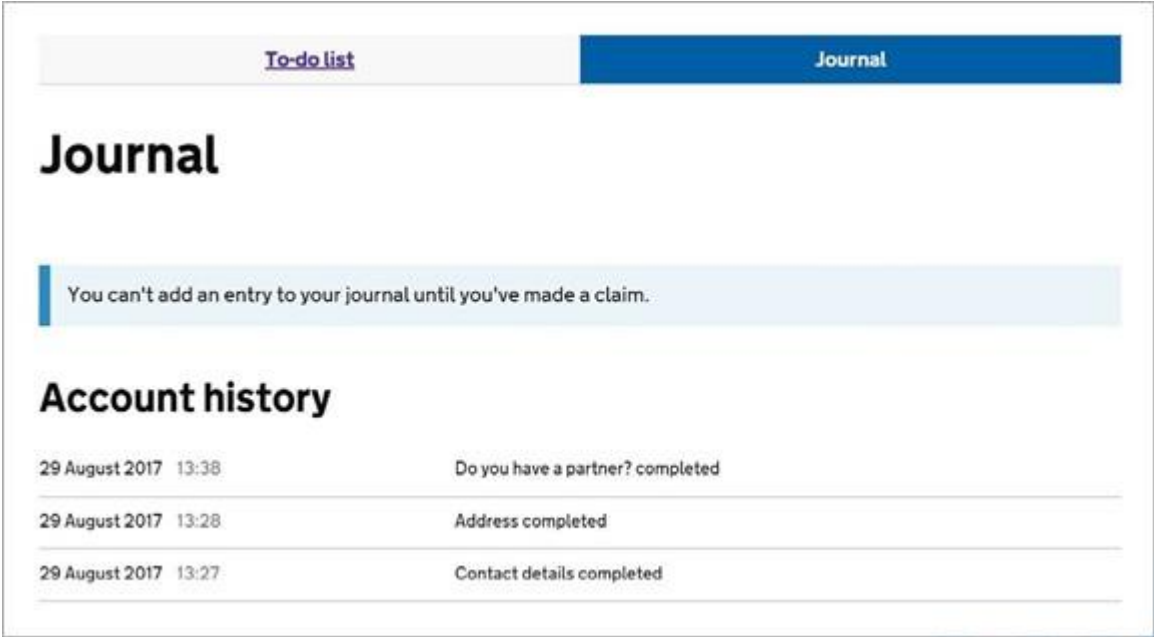 To-do list
Journal
Journal
You can't add an entry to your journal until you've made a claim.
Account history
29 August 2017 13:38 Do you have a partner? completed
29 August 2017 13:28 Address completed
29 August 2017 13:27 Contact details completed